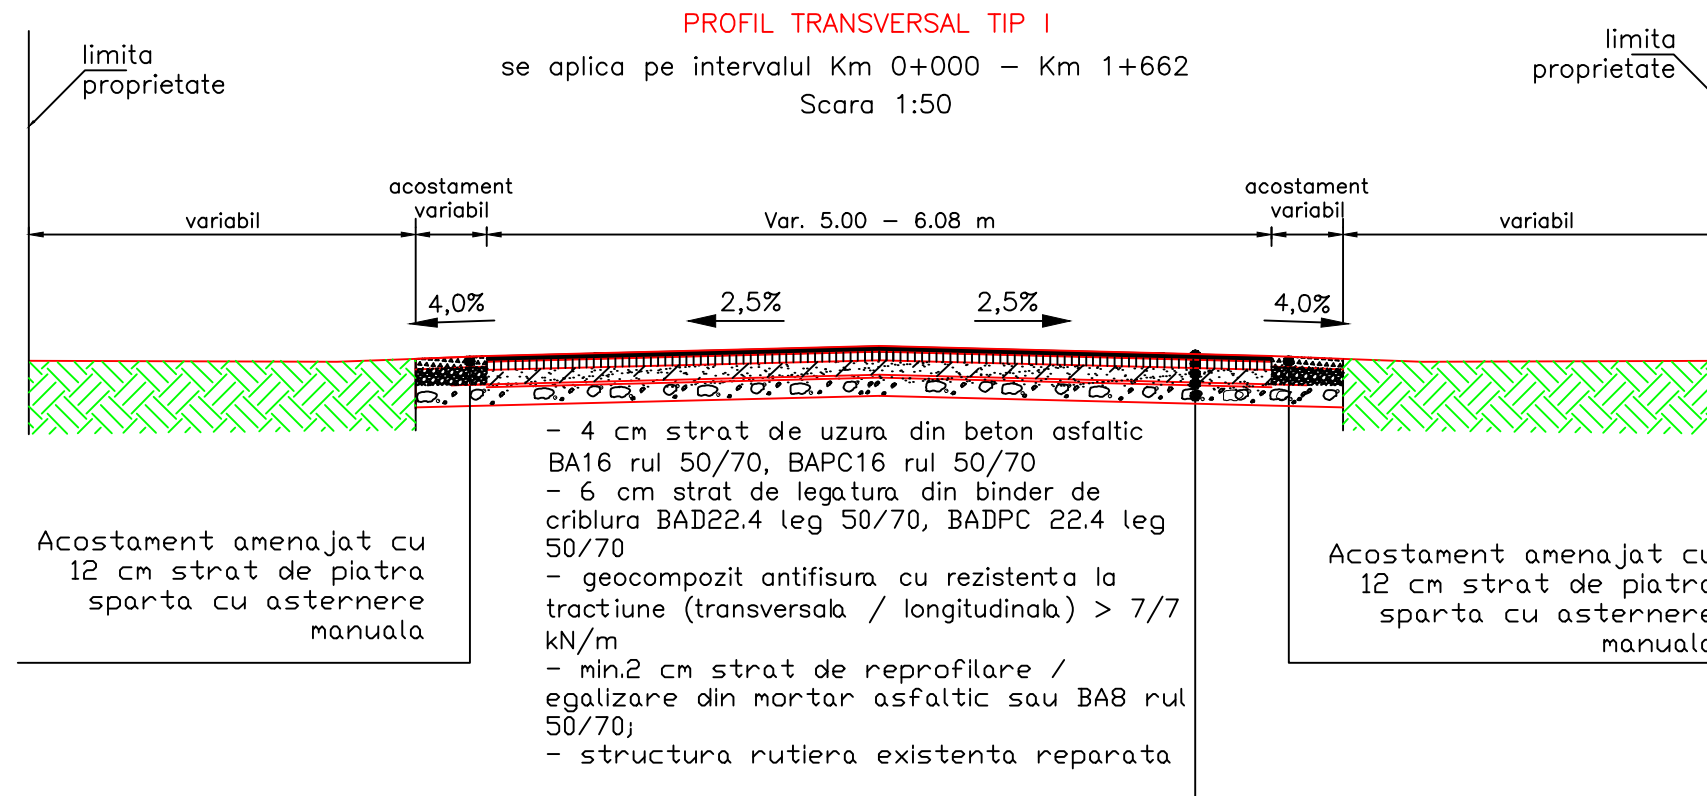 PROFIL TRANSVERSAL TIP I
se aplica pe intervalul Km 0+000 – Km 1+662
Scara 1:50
limita
proprietate
limita
proprietate
variabil
acostament
variabil
Var. 5.00 – 6.08 m
acostament
variabil
variabil
4,0%
2,5%
2,5%
4,0%
– 4 cm strat de uzura din beton asfaltic
BA16 rul 50/70, BAPC16 rul 50/70
– 6 cm strat de legatura din binder de
criblura BAD22.4 leg 50/70, BADPC 22.4 leg
50/70
– geocompozit antifisura cu rezistenta la
tractiune (transversala / longitudinala) > 7/7
kN/m
– min.2 cm strat de reprofilare /
egalizare din mortar asfaltic sau BA8 rul
50/70;
– structura rutiera existenta reparata
Acostament amenajat cu
12 cm strat de piatra
sparta cu asternere
manuala
Acostament amenajat cu
12 cm strat de piatra
sparta cu asternere
manuala